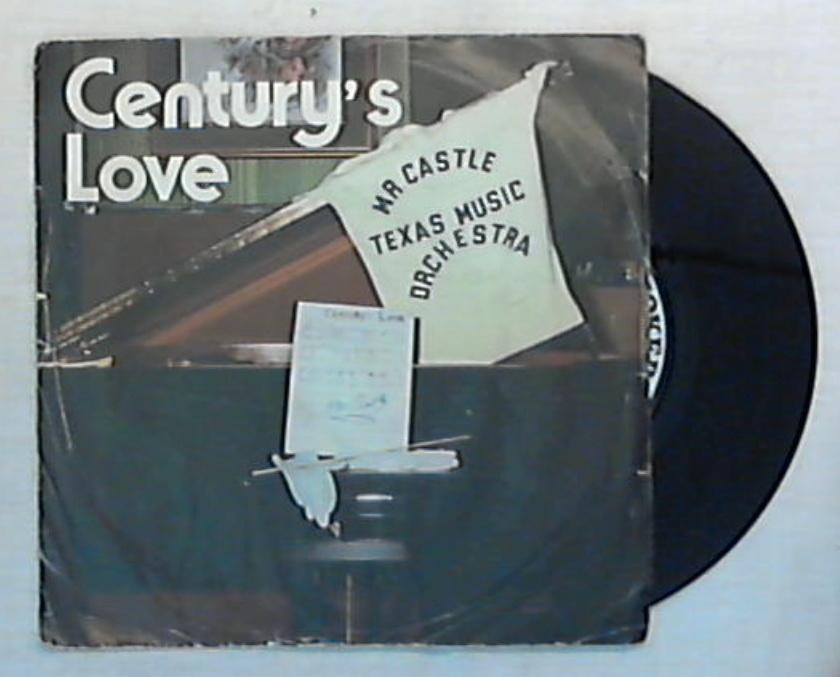 Century's
Love
MR CASTLE
TEXAS MUSIC
ORCHESTRA